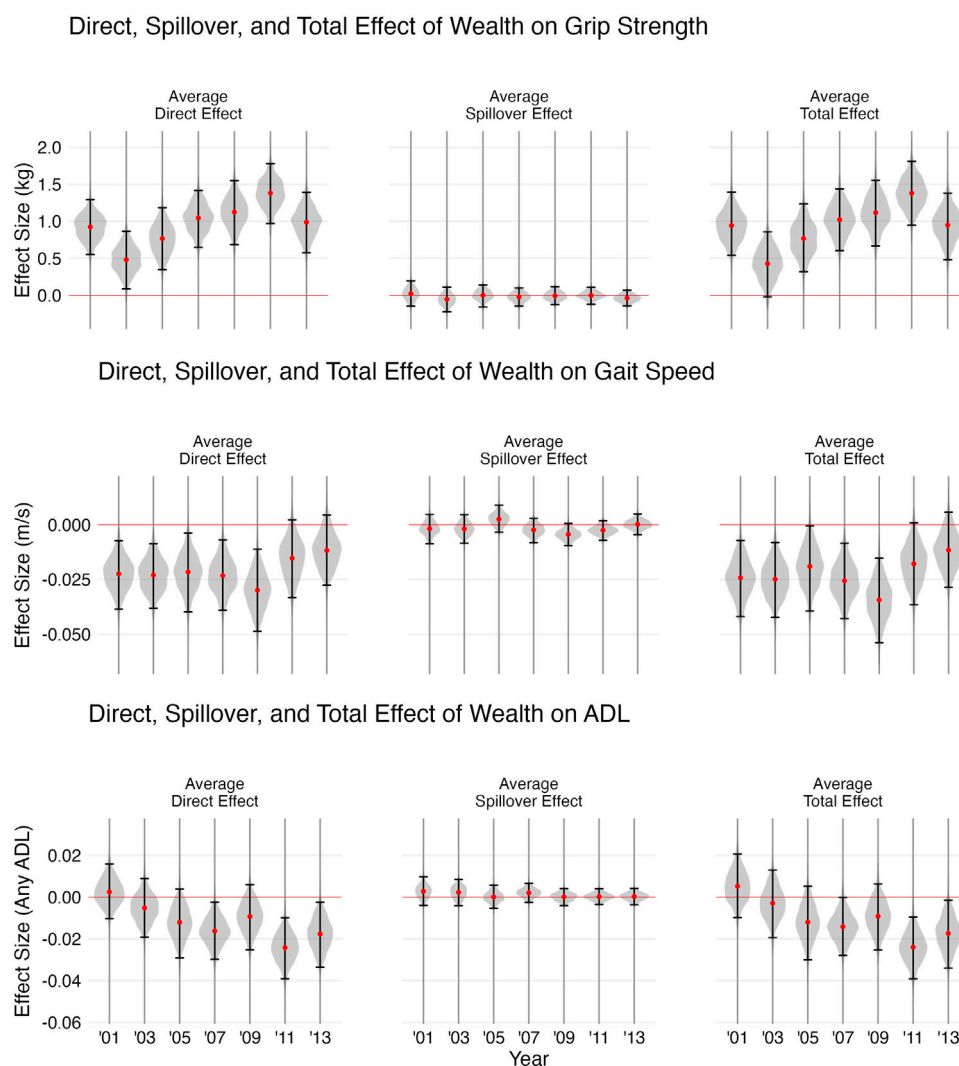 Direct, Spillover, and Total Effect of Wealth on Grip Strength
Average
Direct Effect
Average
Spillover Effect
Average
Total Effect
Effect Size (kg)
2.0
1.5
1.0
0.5
0.0
Direct, Spillover, and Total Effect of Wealth on Gait Speed
Average
Direct Effect
Average
Spillover Effect
Average
Total Effect
Effect Size (m/s)
0.000
-0.025
-0.050
Direct, Spillover, and Total Effect of Wealth on ADL
Average
Direct Effect
Average
Spillover Effect
Average
Total Effect
Effect Size (Any ADL)
0.02
0.00
-0.02
-0.04
-0.06
'01 '03 '05 '07 '09 '11 '13 '01 '03 '05 '07 '09 '11 '13 '01 '03 '05 '07 '09 '11 '13
Year